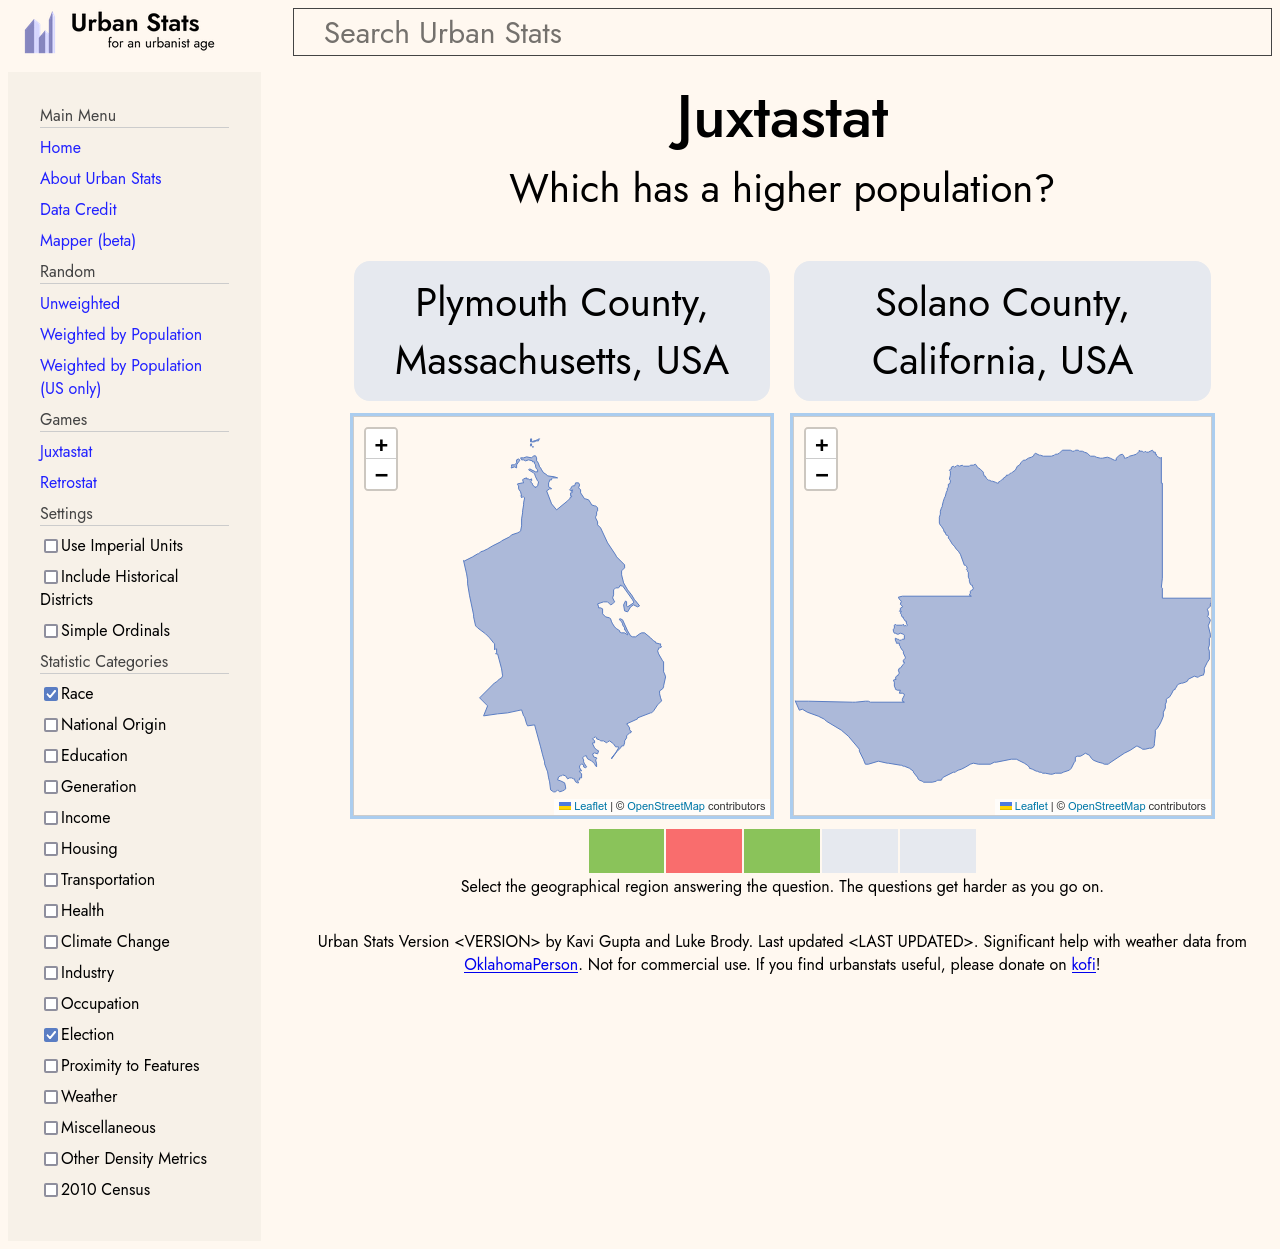 Urban Stats
for an urbanist age
Search Urban Stats
Main Menu
Home
About Urban Stats
Data Credit
Mapper (beta)
Random
Unweighted
Weighted by Population
Weighted by Population
(US only)
Games
Juxtastat
Retrostat
Settings
Use Imperial Units
Include Historical
Districts
Simple Ordinals
Statistic Categories
Race
National Origin
Education
Generation
Income
Housing
Transportation
Health
Climate Change
Industry
Occupation
Election
Proximity to Features
Weather
Miscellaneous
Other Density Metrics
2010 Census
Juxtastat
Which has a higher population?
Plymouth County,
Massachusetts, USA
Solano County,
California, USA
+
−
Leaflet | © OpenStreetMap contributors
+
−
Leaflet | © OpenStreetMap contributors
Select the geographical region answering the question. The questions get harder as you go on.
Urban Stats Version <VERSION> by Kavi Gupta and Luke Brody. Last updated <LAST UPDATED>. Significant help with weather data from
OklahomaPerson. Not for commercial use. If you find urbanstats useful, please donate on kofi!